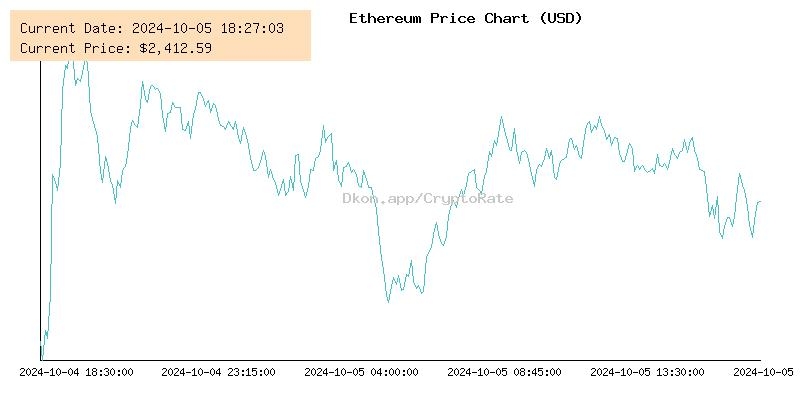 Ethereum Price Chart (USD)
Current Date: 2024-10-05 18:27:03
Current Price: $2,412.59
Dkon.app/CryptoRate
2024-10-04 18:30:00 2024-10-04 23:15:00 2024-10-05 04:00:00 2024-10-05 08:45:00 2024-10-05 13:30:00 2024-10-05